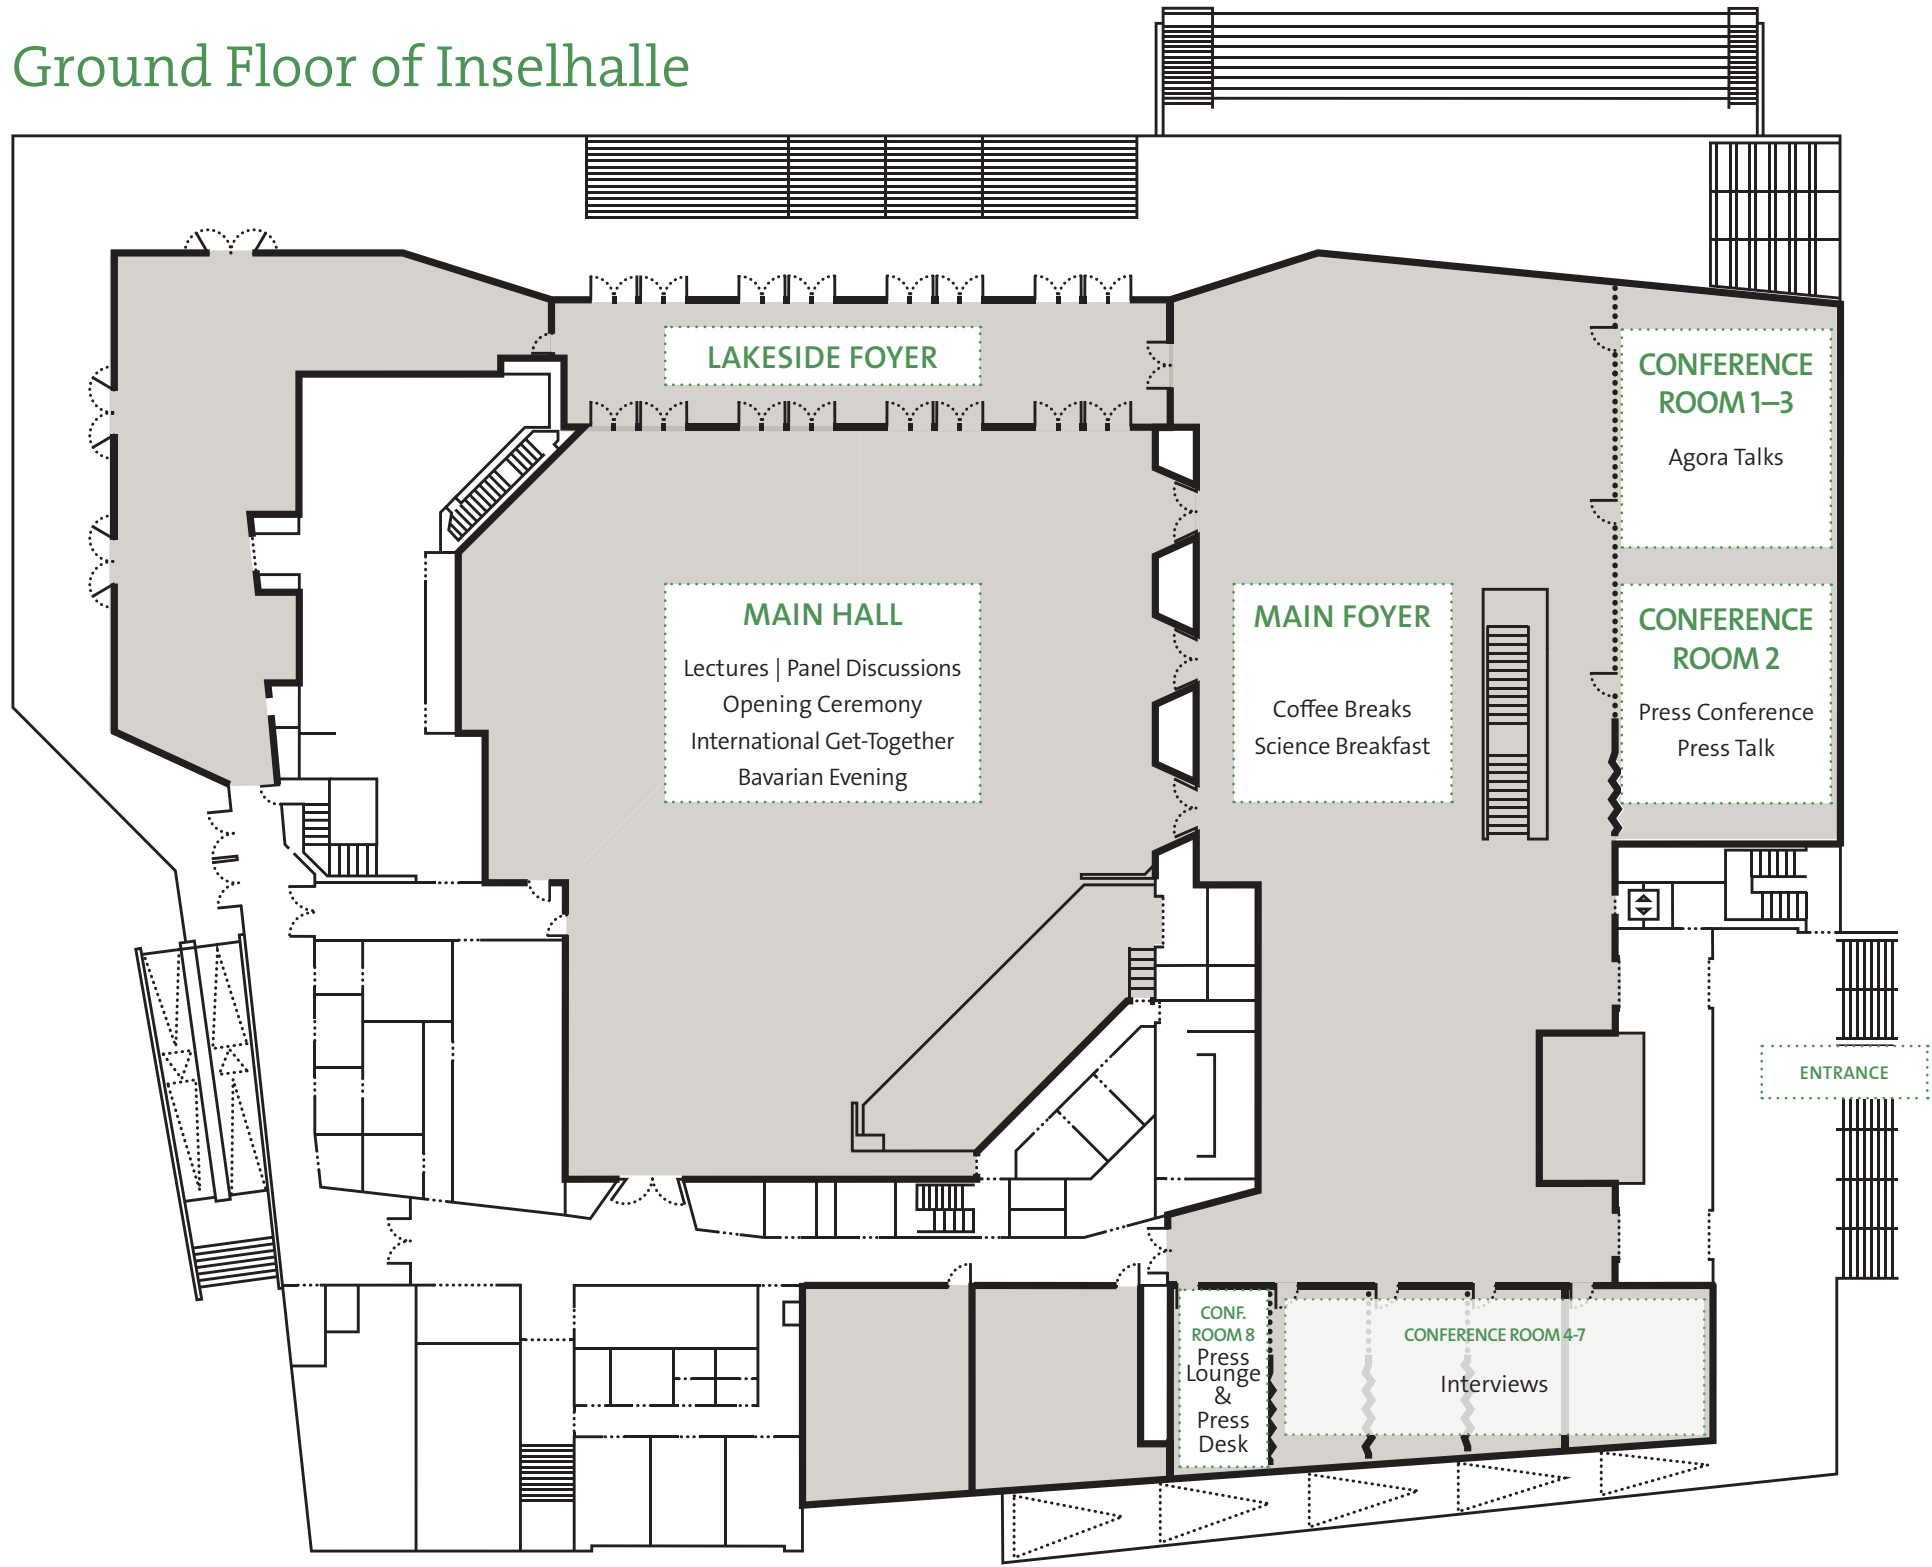 Ground Floor of Inselhalle
LAKESIDE FOYER
CONFERENCE
ROOM 1–3
Agora Talks
MAIN HALL
Lectures | Panel Discussions
Opening Ceremony
International Get-Together
Bavarian Evening
MAIN FOYER
Coffee Breaks
Science Breakfast
CONFERENCE
ROOM 2
Press Conference
Press Talk
ENTRANCE
CONF.
ROOM 8
Press
Lounge
&
Press
Desk
CONFERENCE ROOM 4-7
Interviews